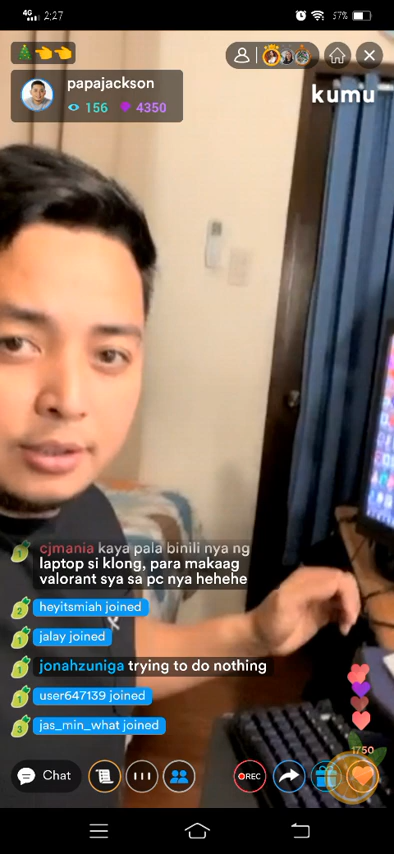 4G
2:27
57%
papajackson
156 4350
kumu
cjmania kaya pala binili nya ng
laptop si klong, para makaag
valorant sya sa pc nya hehehe
heyitsmiah joined
jalay joined
jonahzuniga trying to do nothing
user647139 joined
jas_min_what joined
1750
Chat
REC